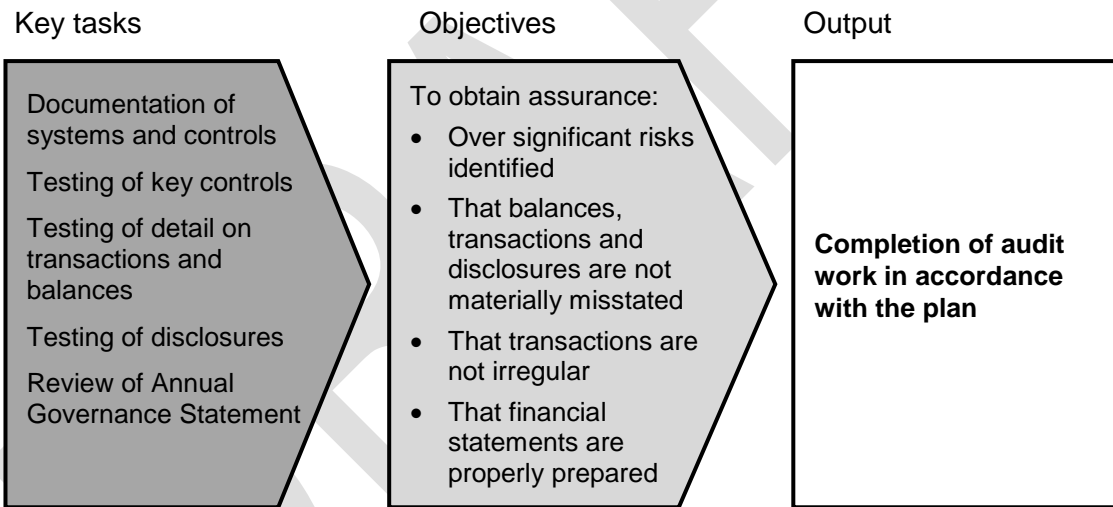 Key tasks
Objectives
Output
Documentation of
systems and controls
Testing of key controls
Testing of detail on
transactions and
balances
Testing of disclosures
Review of Annual
Governance Statement
To obtain assurance:
• Over significant risks
identified
• That balances,
transactions and
disclosures are not
materially misstated
• That transactions are
not irregular
• That financial
statements are
properly prepared
Completion of audit
work in accordance
with the plan